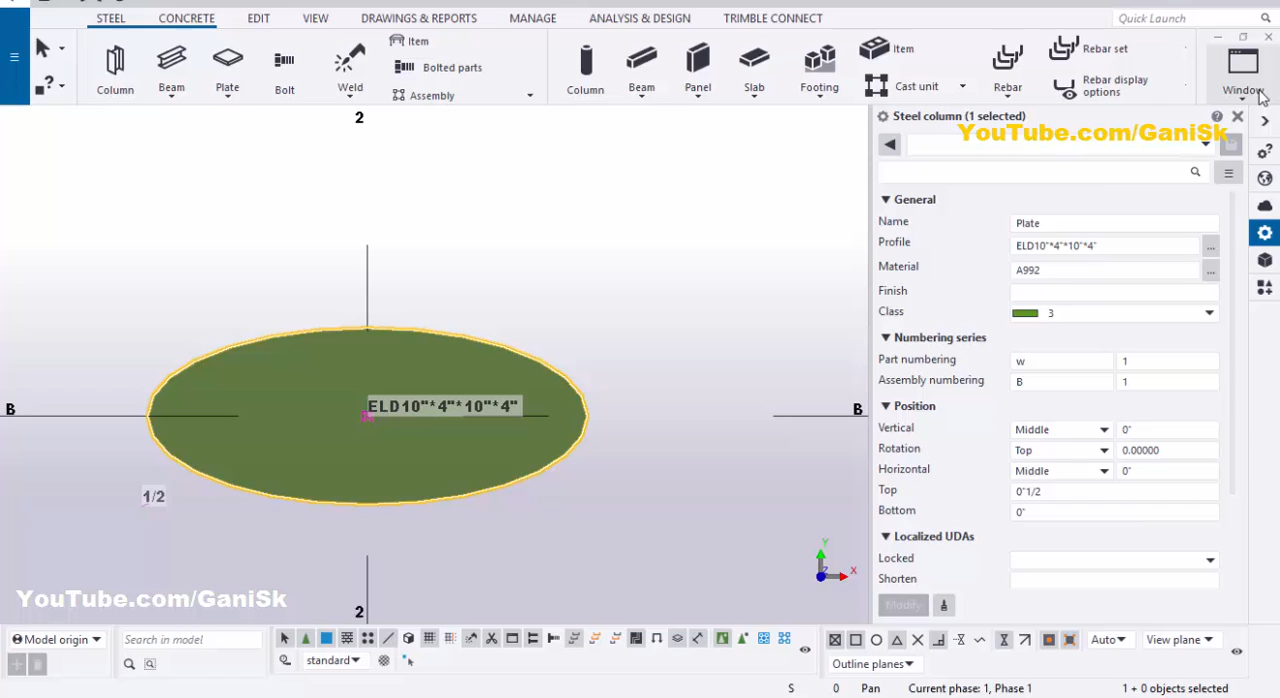 STEEL CONCRETE EDIT VIEW DRAWINGS & REPORTS MANAGE ANALYSIS & DESIGN TRIMBLE CONNECT Quick Launch
Column Beam Plate Bolt Weld
Item
Bolted parts
Assembly
Column Beam Panel Slab Footing
Item
Cast unit
Rebar
Rebar set
Rebar display options
Window
2
Steel column (1 selected)
YouTube.com/GaniSk
General
Name Plate
Profile ELD10"*4"*10"*4" ...
Material A992 ...
Finish
Class 3
Numbering series
Part numbering w 1
Assembly numbering B 1
Position
Vertical Middle 0"
Rotation Top 0.00000
Horizontal Middle 0"
Top 0"1/2
Bottom 0"
Localized UDAs
Locked
Shorten
Modify
B B
ELD10"*4"*10"*4"
1/2
Y
X
Z
YouTube.com/GaniSk
2
Model origin Search in model
standard
Auto View plane
Outline planes
S 0 Pan Current phase: 1, Phase 1 1 + 0 objects selected